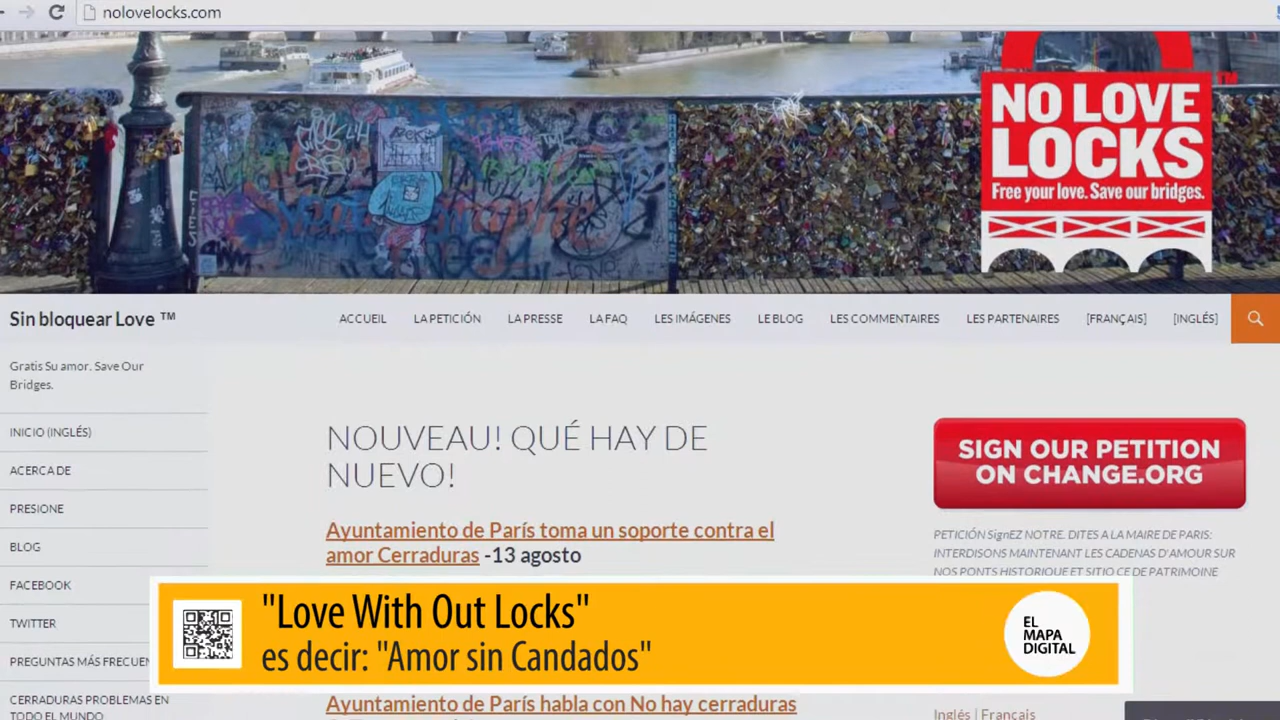 nolovelocks.com
NO LOVE
LOCKS
™
Free your love. Save our bridges.
Sin bloquear Love ™
ACCUEIL
LA PETICIÓN
LA PRESSE
LA FAQ
LES IMÁGENES
LE BLOG
LES COMMENTAIRES
LES PARTENAIRES
[FRANÇAIS]
[INGLÉS]
Gratis Su amor. Save Our
Bridges.
INICIO (INGLÉS)
ACERCA DE
PRESIONE
BLOG
FACEBOOK
TWITTER
PREGUNTAS MÁS
CERRADURAS PROBLEMAS EN
TODO EL MUNDO
NOUVEAU! QUÉ HAY DE
NUEVO!
Ayuntamiento de París toma un soporte contra el
amor Cerraduras -13 agosto
SIGN OUR PETITION
ON CHANGE.ORG
PETICIÓN SignEZ NOTRE. DITES A LA MAIRE DE PARIS:
INTERDISONS MAINTENANT LES CADENAS D'AMOUR SUR
NOS PONTS HISTORIQUE ET SITIO CE DE PATRIMOINE
"Love With Out Locks"
es decir: "Amor sin Candados"
EL
MAPA
DIGITAL
Ayuntamiento de París habla con No hay cerraduras
Inglés | Français